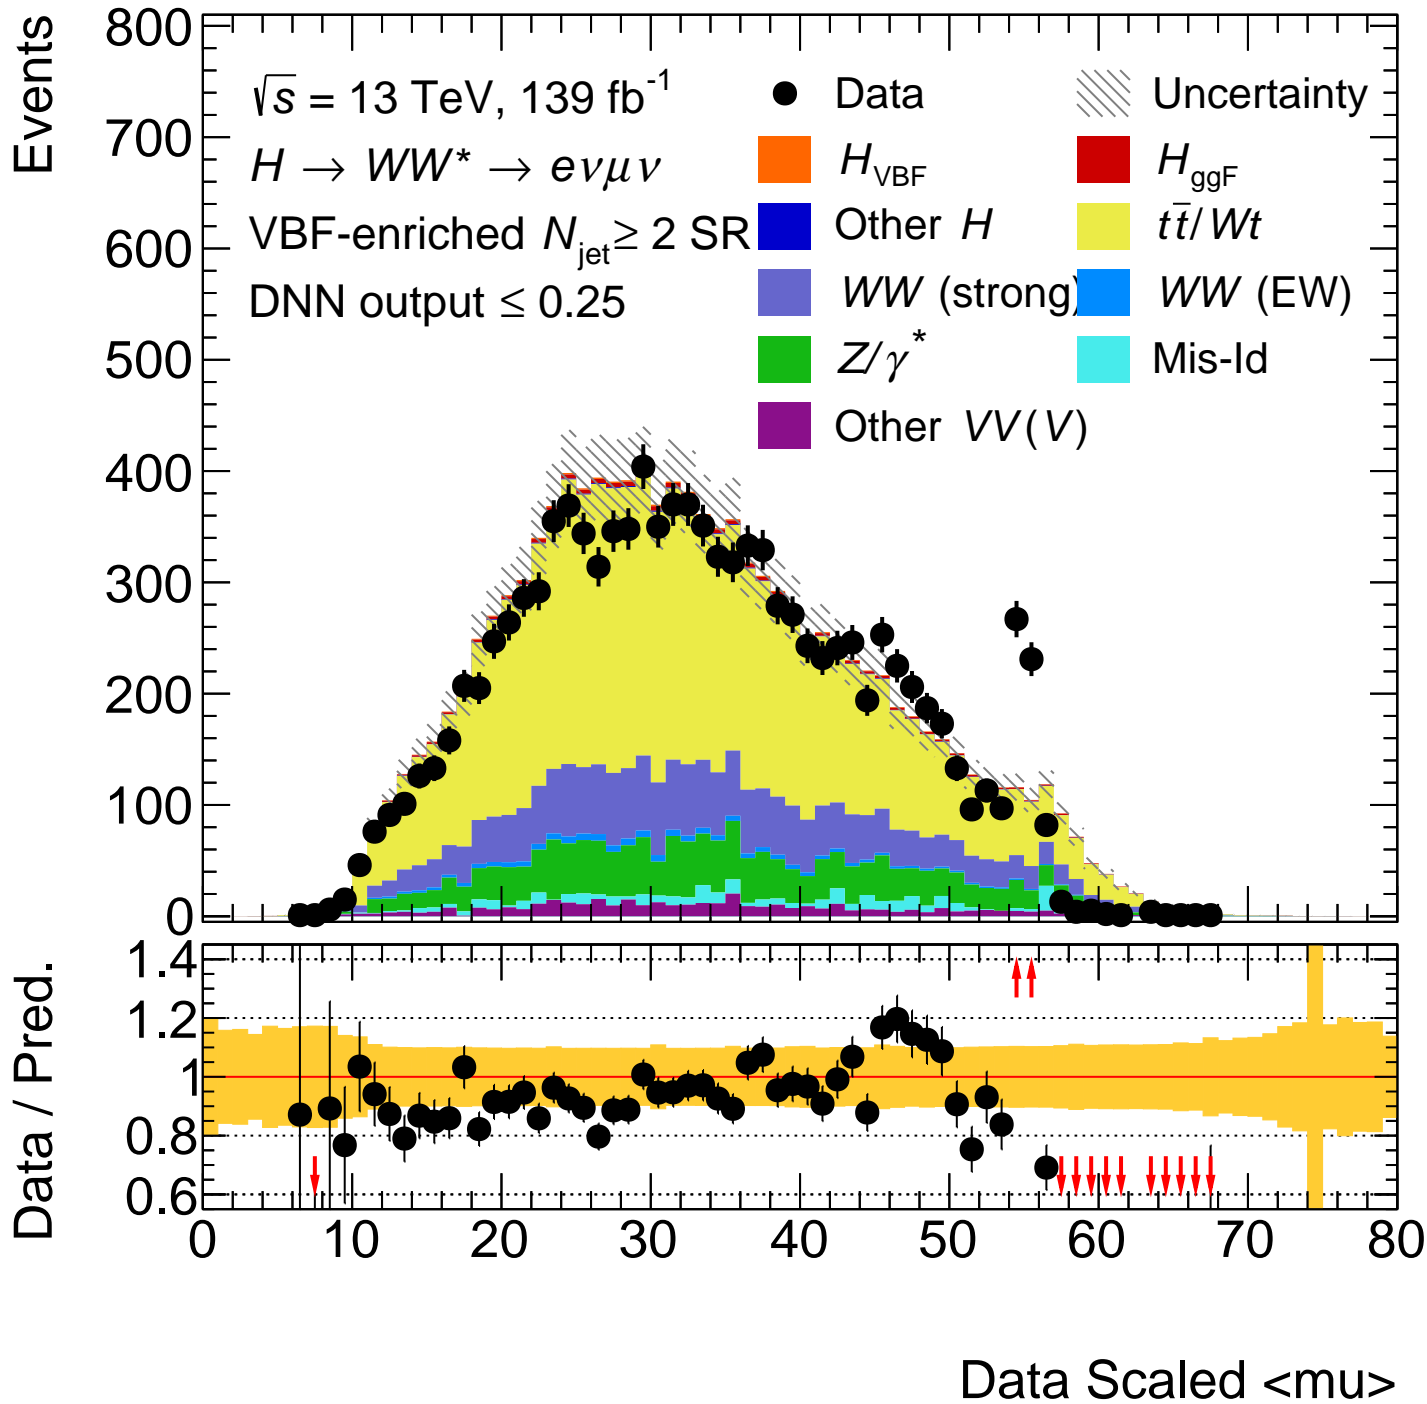 Events
800
700
600
500
400
300
200
100
0
√s = 13 TeV, 139 fb⁻¹
H → WW* → eνμν
VBF-enriched N_jet ≥ 2 SR
DNN output ≤ 0.25
Data
Uncertainty
H_VBF
H_ggF
Other H
tt̄/Wt
WW (strong)
WW (EW)
Z/γ*
Mis-Id
Other VV(V)
Data / Pred.
1.4
1.2
1
0.8
0.6
0 10 20 30 40 50 60 70 80
Data Scaled <mu>